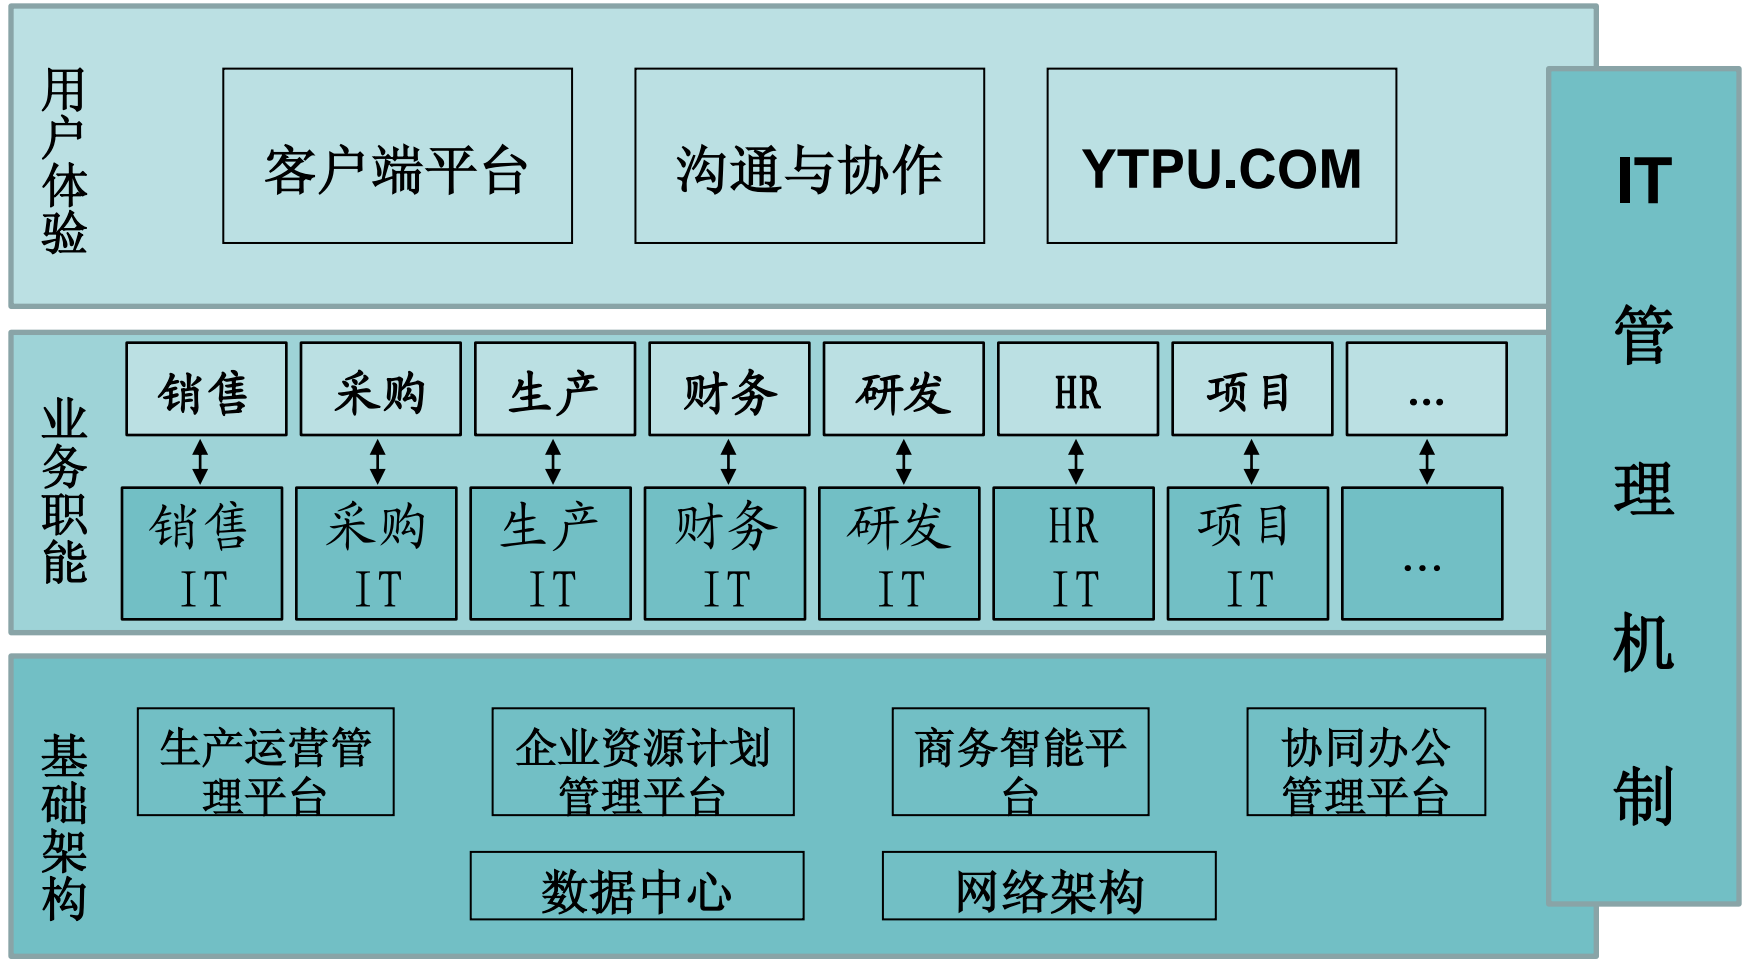 用户体验
客户端平台
沟通与协作
YTPU.COM
IT
管
理
机
制
业务职能
销售
采购
生产
财务
研发
HR
项目
...
销售
IT
采购
IT
生产
IT
财务
IT
研发
IT
HR
IT
项目
IT
...
基础架构
生产运营管
理平台
企业资源计划
管理平台
商务智能平
台
协同办公
管理平台
数据中心
网络架构